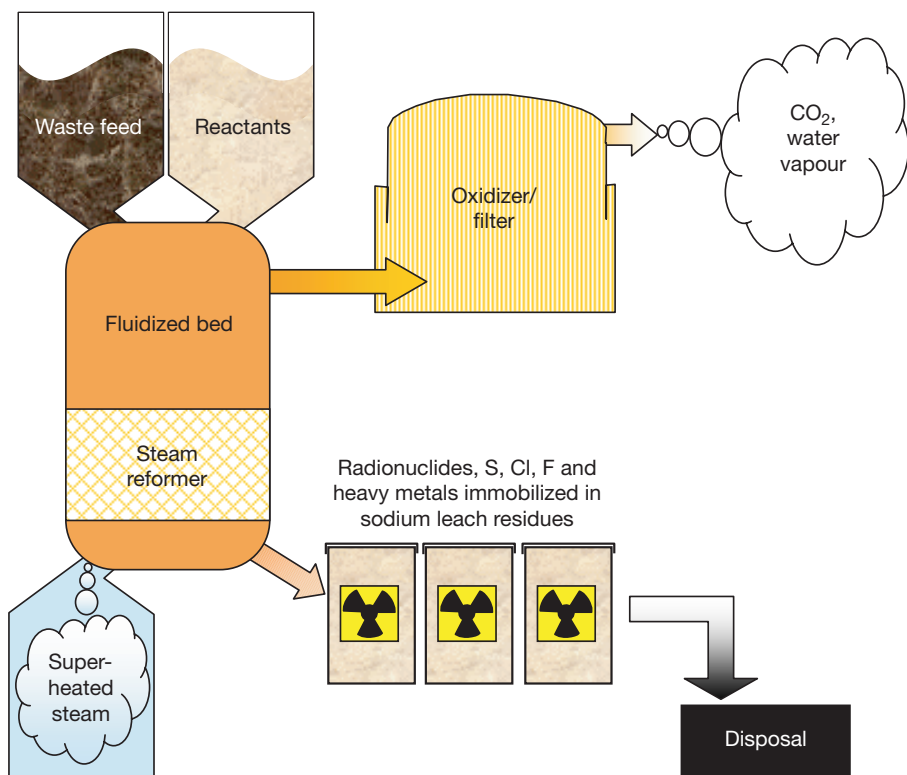 Waste feed
Reactants
CO₂,
water
vapour
Oxidizer/
filter
Fluidized bed
Steam
reformer
Radionuclides, S, Cl, F and
heavy metals immobilized in
sodium leach residues
Super-
heated
steam
Disposal